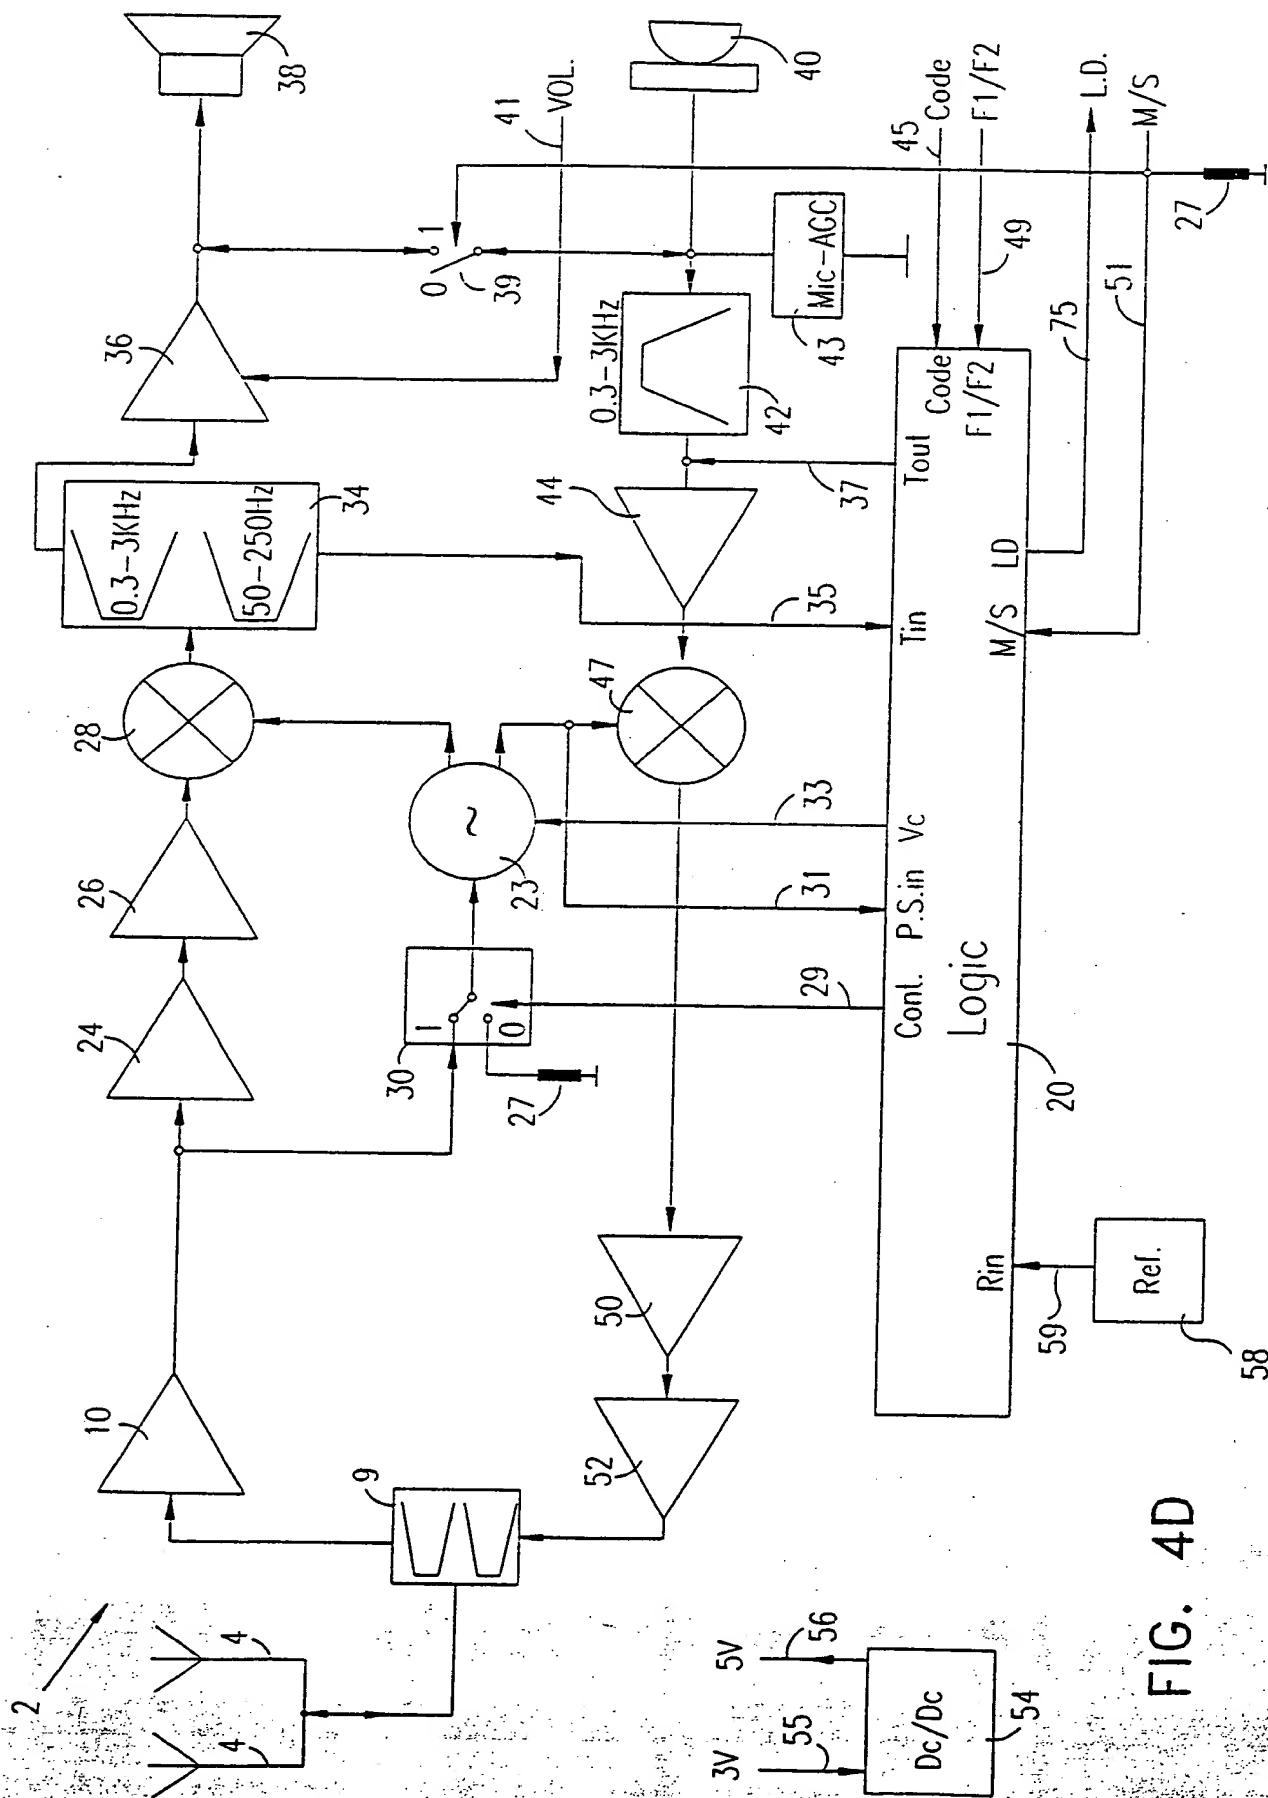 2
4
4
9
10
24
26
28
0.3-3KHz
150-250Hz
34
36
38
30
1
0
27
23
~
0
1
39
41
VOL.
40
35
47
44
0.3-3KHz
42
Mic-AGC
43
37
33
31
29
52
50
Logic
20
Cont.
P.S.in
Vc
Tin
Tout
Code
F1/F2
M/S
LD
Rin
45
Code
F1/F2
49
75
L.D.
M/S
51
27
59
Ref.
58
3V
55
5V
56
Dc/Dc
54
FIG. 4D